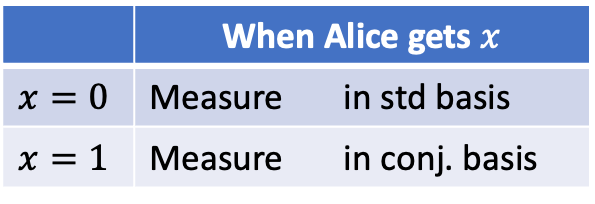 When Alice gets x
x = 0 Measure in std basis
x = 1 Measure in conj. basis